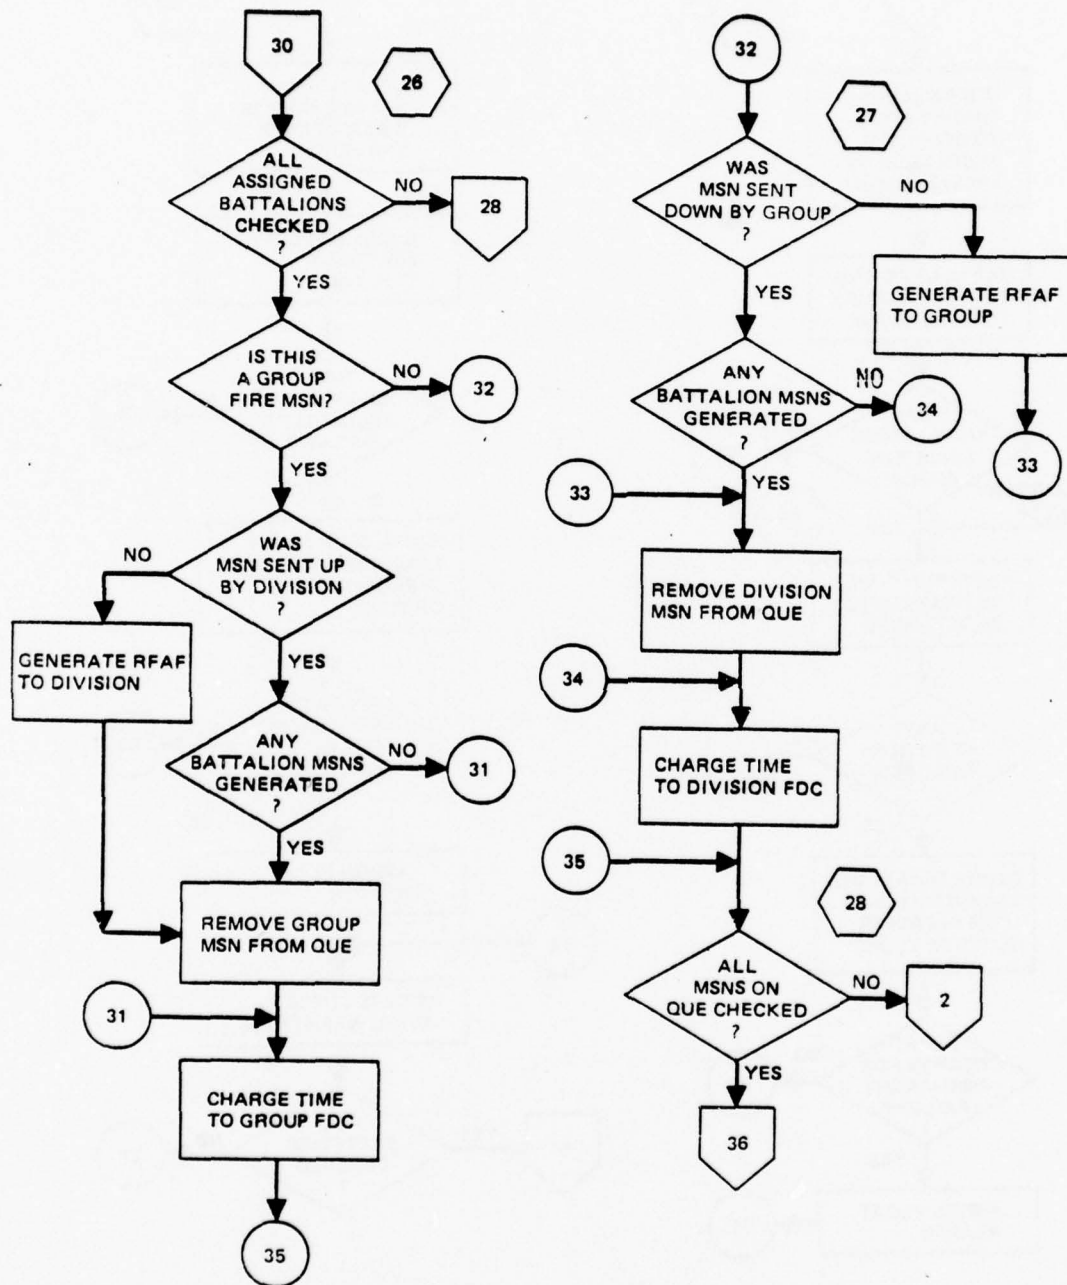 30
26
ALL
ASSIGNED
BATTALIONS
CHECKED
?
NO
28
YES
IS THIS
A GROUP
FIRE MSN?
NO
32
YES
WAS
MSN SENT UP
BY DIVISION
?
NO
GENERATE RFAF
TO DIVISION
YES
ANY
BATTALION MSNS
GENERATED
?
NO
31
YES
REMOVE GROUP
MSN FROM QUE
31
CHARGE TIME
TO GROUP FDC
35
32
27
WAS
MSN SENT
DOWN BY GROUP
?
NO
GENERATE RFAF
TO GROUP
33
YES
ANY
BATTALION MSNS
GENERATED
?
NO
34
YES
33
REMOVE DIVISION
MSN FROM QUE
34
CHARGE TIME
TO DIVISION FDC
35
28
ALL
MSNS ON
QUE CHECKED
?
NO
2
YES
36